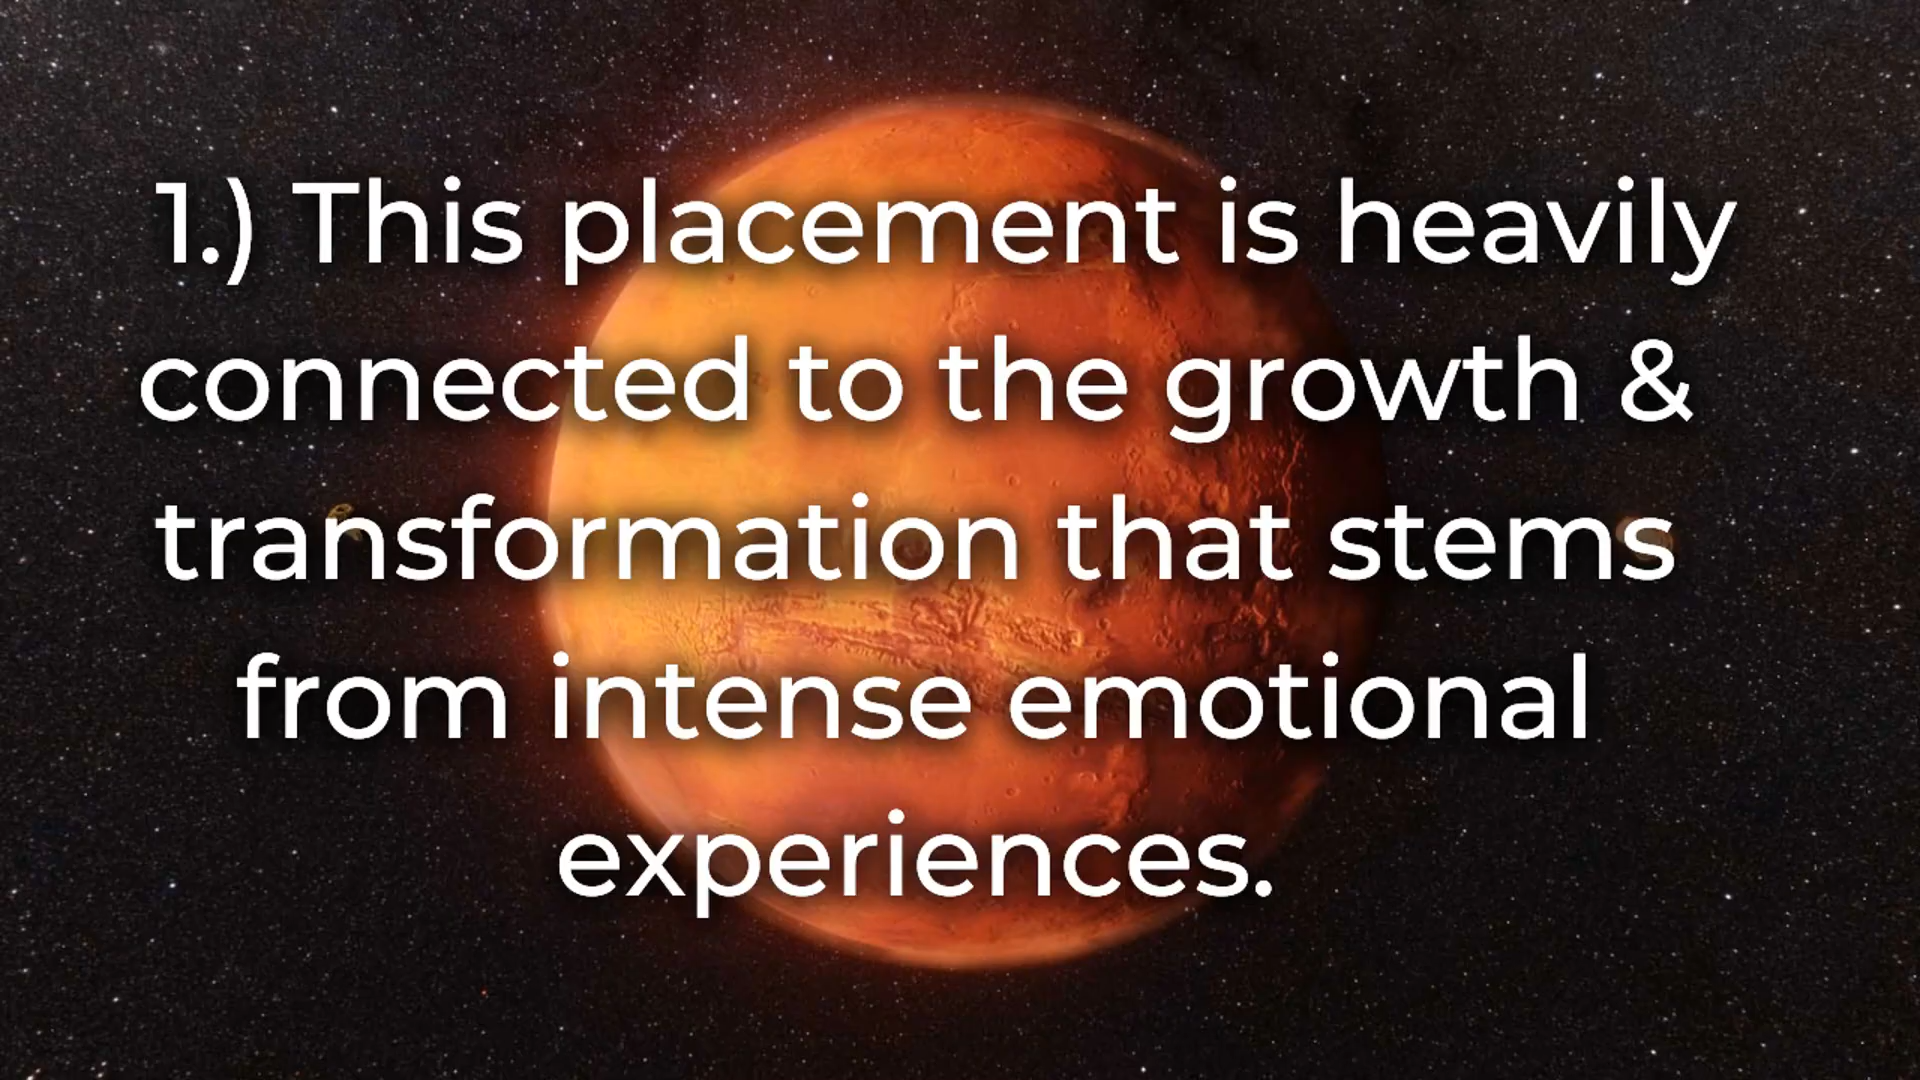 1.) This placement is heavily
connected to the growth &
transformation that stems
from intense emotional
experiences.